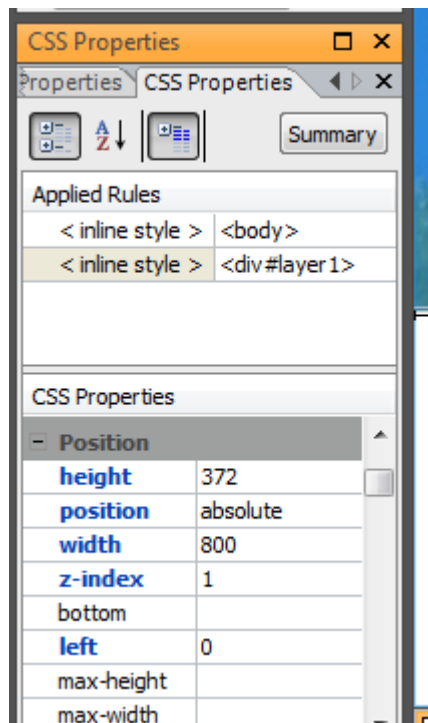 CSS Properties
Properties CSS Properties
A
Z
Summary
Applied Rules
< inline style > <body>
< inline style > <div#layer1>
CSS Properties
Position
height 372
position absolute
width 800
z-index 1
bottom
left 0
max-height
max-width